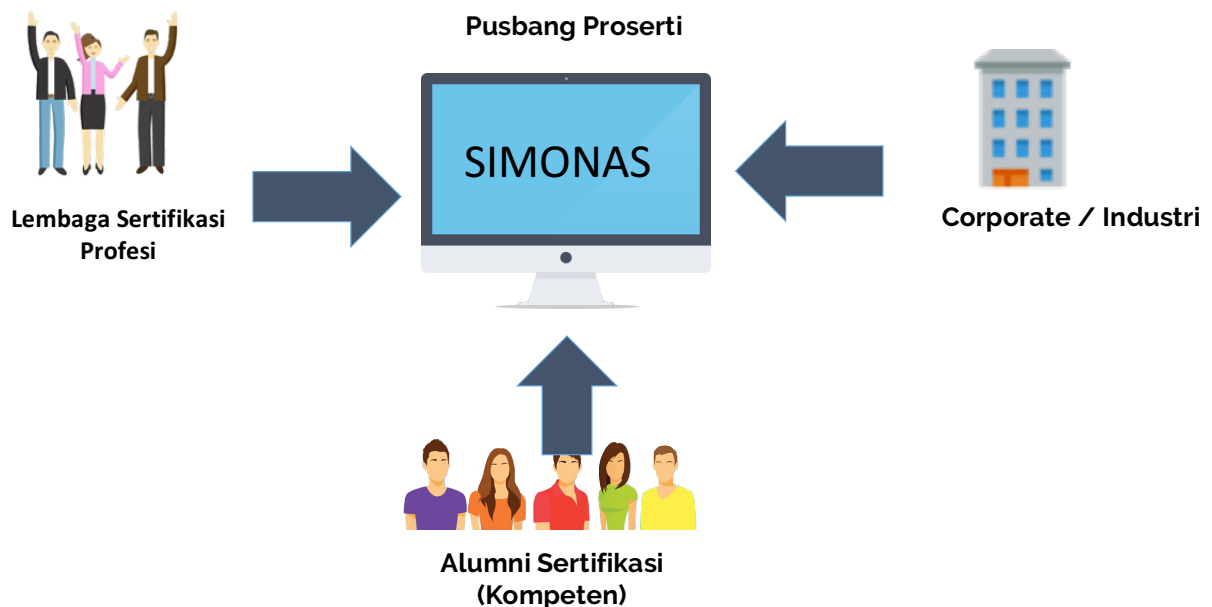 Pusbang Proserti
SIMONAS
Lembaga Sertifikasi
Profesi
Corporate / Industri
Alumni Sertifikasi
(Kompeten)